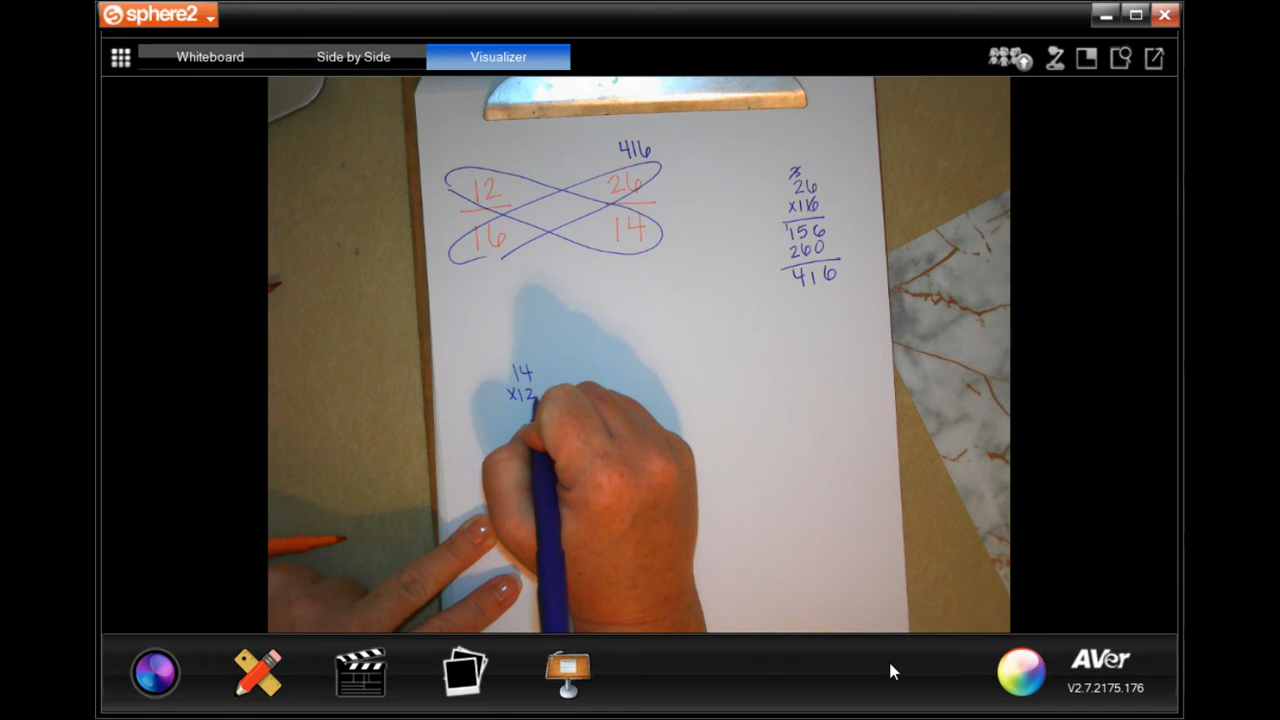 sphere2
Whiteboard
Side by Side
Visualizer
416
12
16
26
14
26
x16
156
260
416
14
x12
AVer
V2.7.2175.176